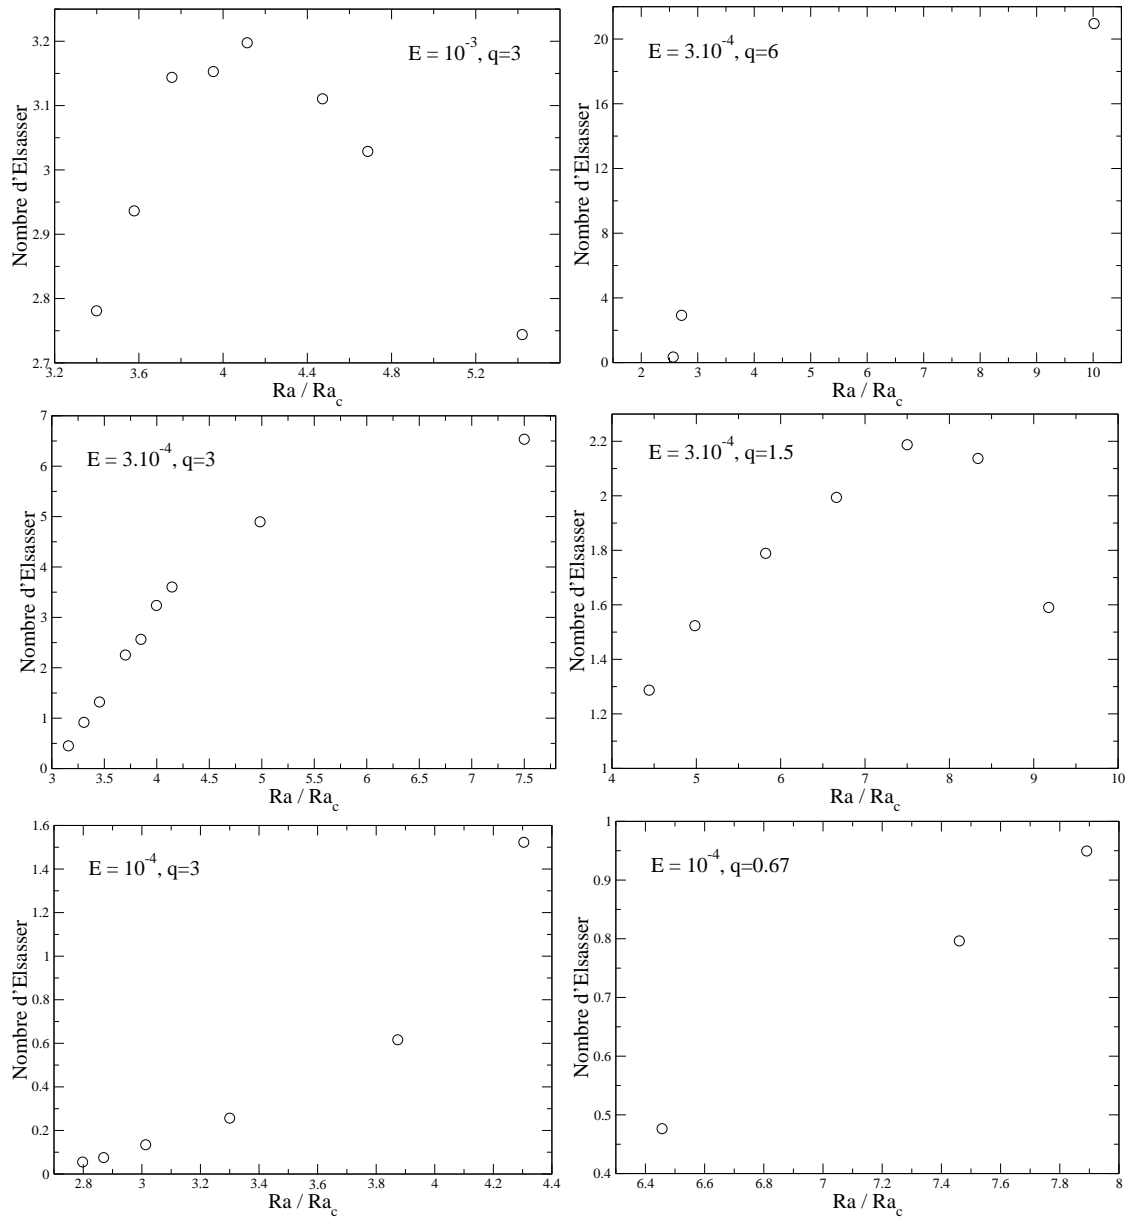 E = 10^-3, q=3
Nombre d'Elsasser
3.2
3.1
3
2.9
2.8
2.7
3.2 3.6 4 4.4 4.8 5.2
Ra / Ra_c
E = 3.10^-4, q=6
Nombre d'Elsasser
20
16
12
8
4
0
2 3 4 5 6 7 8 9 10
Ra / Ra_c
E = 3.10^-4, q=3
Nombre d'Elsasser
7
6
5
4
3
2
1
0
3 3.5 4 4.5 5 5.5 6 6.5 7 7.5
Ra / Ra_c
E = 3.10^-4, q=1.5
Nombre d'Elsasser
2.2
2
1.8
1.6
1.4
1.2
1
4 5 6 7 8 9 10
Ra / Ra_c
E = 10^-4, q=3
Nombre d'Elsasser
1.6
1.4
1.2
1
0.8
0.6
0.4
0.2
0
2.8 3 3.2 3.4 3.6 3.8 4 4.2 4.4
Ra / Ra_c
E = 10^-4, q=0.67
Nombre d'Elsasser
1
0.9
0.8
0.7
0.6
0.5
0.4
6.4 6.6 6.8 7 7.2 7.4 7.6 7.8 8
Ra / Ra_c